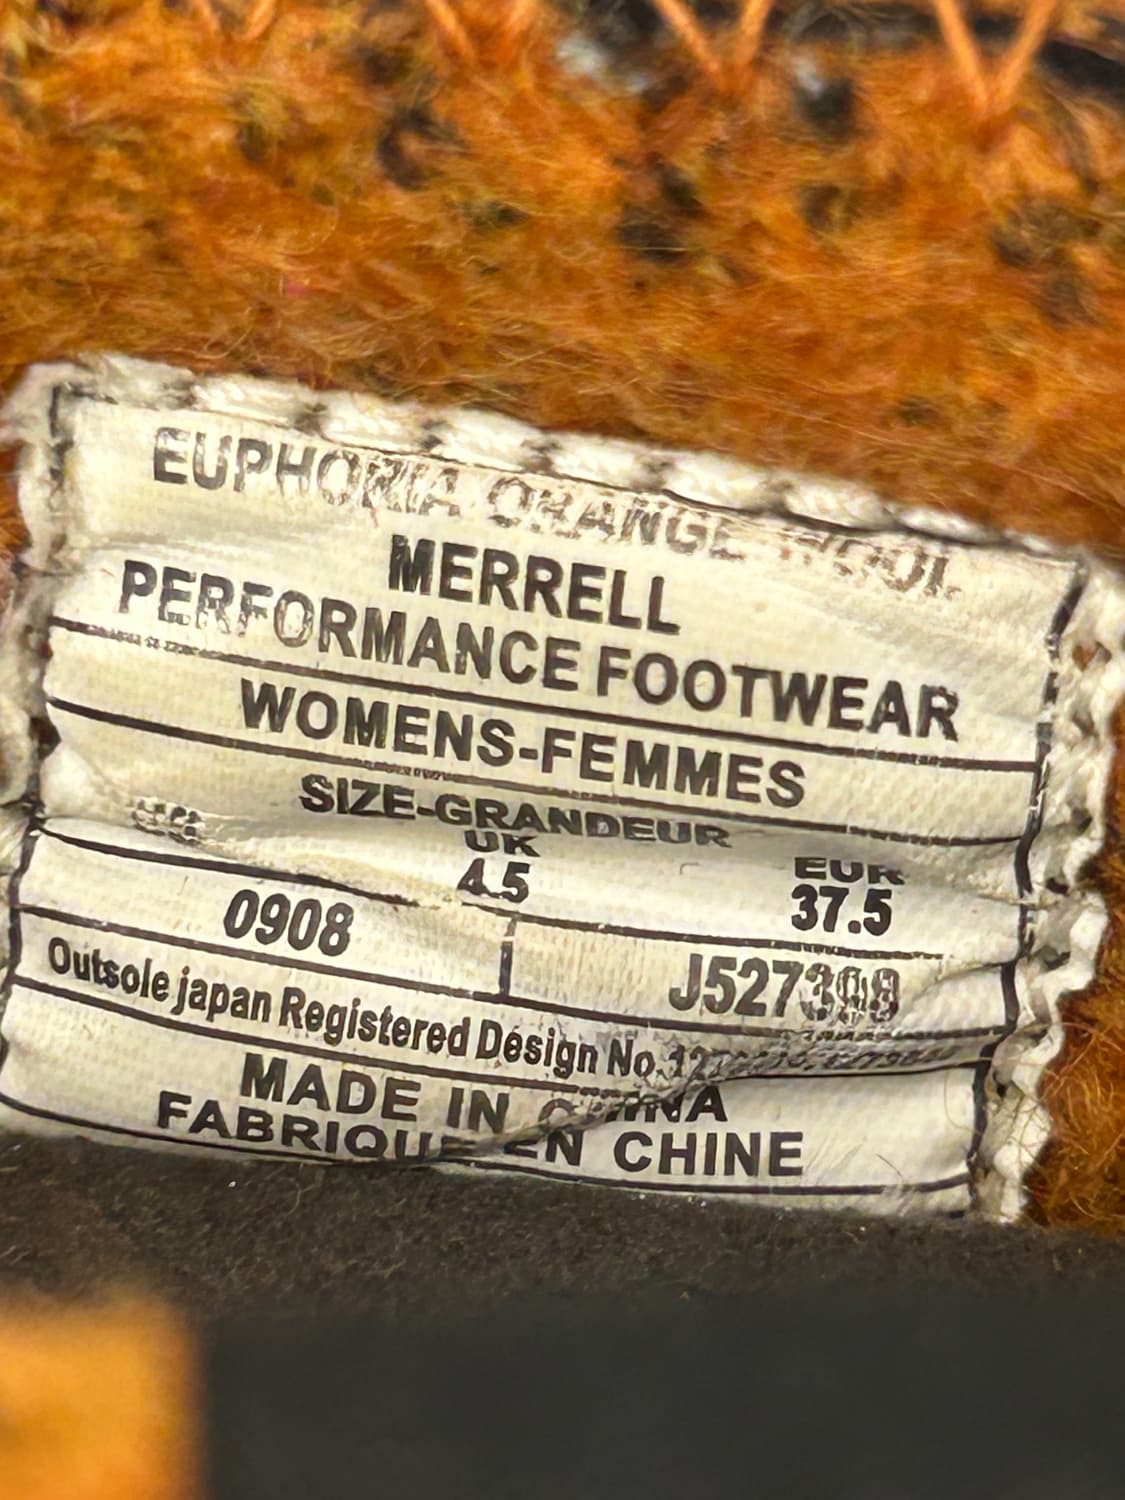 EUPHORIA ORANGE WOOL
MERRELL
PERFORMANCE FOOTWEAR
WOMENS-FEMMES
SIZE-GRANDEUR
UK EUR
4.5 37.5
0908
Outsole japan Registered Design No.
MADE IN CHINA
FABRIQUE EN CHINE